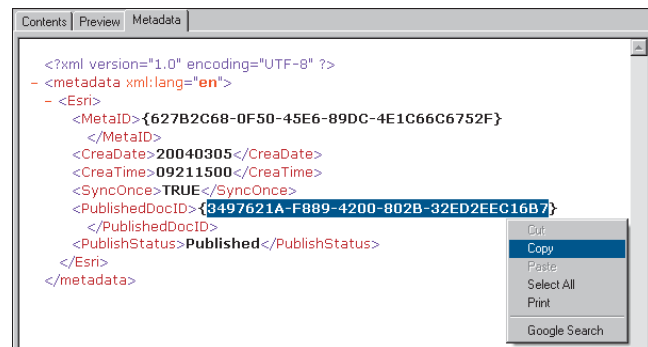 Contents Preview Metadata
<?xml version="1.0" encoding="UTF-8" ?>
– <metadata xml:lang="en">
– <Esri>
<MetaID>{627B2C68-0F50-45E6-89DC-4E1C66C6752F}
</MetaID>
<CreaDate>20040305</CreaDate>
<CreaTime>09211500</CreaTime>
<SyncOnce>TRUE</SyncOnce>
<PublishedDocID>{3497621A-F889-4200-802B-32ED2EEC16B7}
</PublishedDocID>
<PublishStatus>Published</PublishStatus>
</Esri>
</metadata>
Cut
Copy
Paste
Select All
Print
Google Search